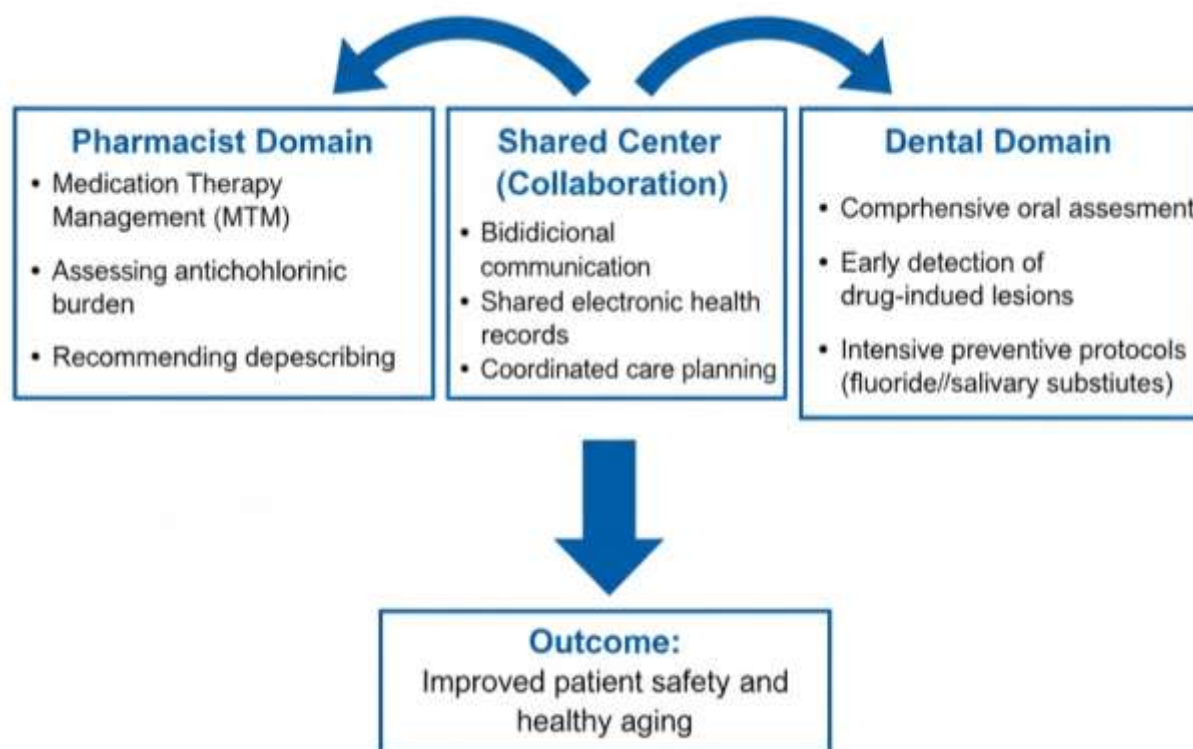 Pharmacist Domain
• Medication Therapy
Management (MTM)
• Assessing antichohlorinic
burden
• Recommending depescribing
Shared Center
(Collaboration)
• Bididicional
communication
• Shared electronic health
records
• Coordinated care planning
Dental Domain
• Comprhensive oral assesment
• Early detection of
drug-indued lesions
• Intensive preventive protocols
(fluoride//salivary substiutes)
Outcome:
Improved patient safety and
healthy aging